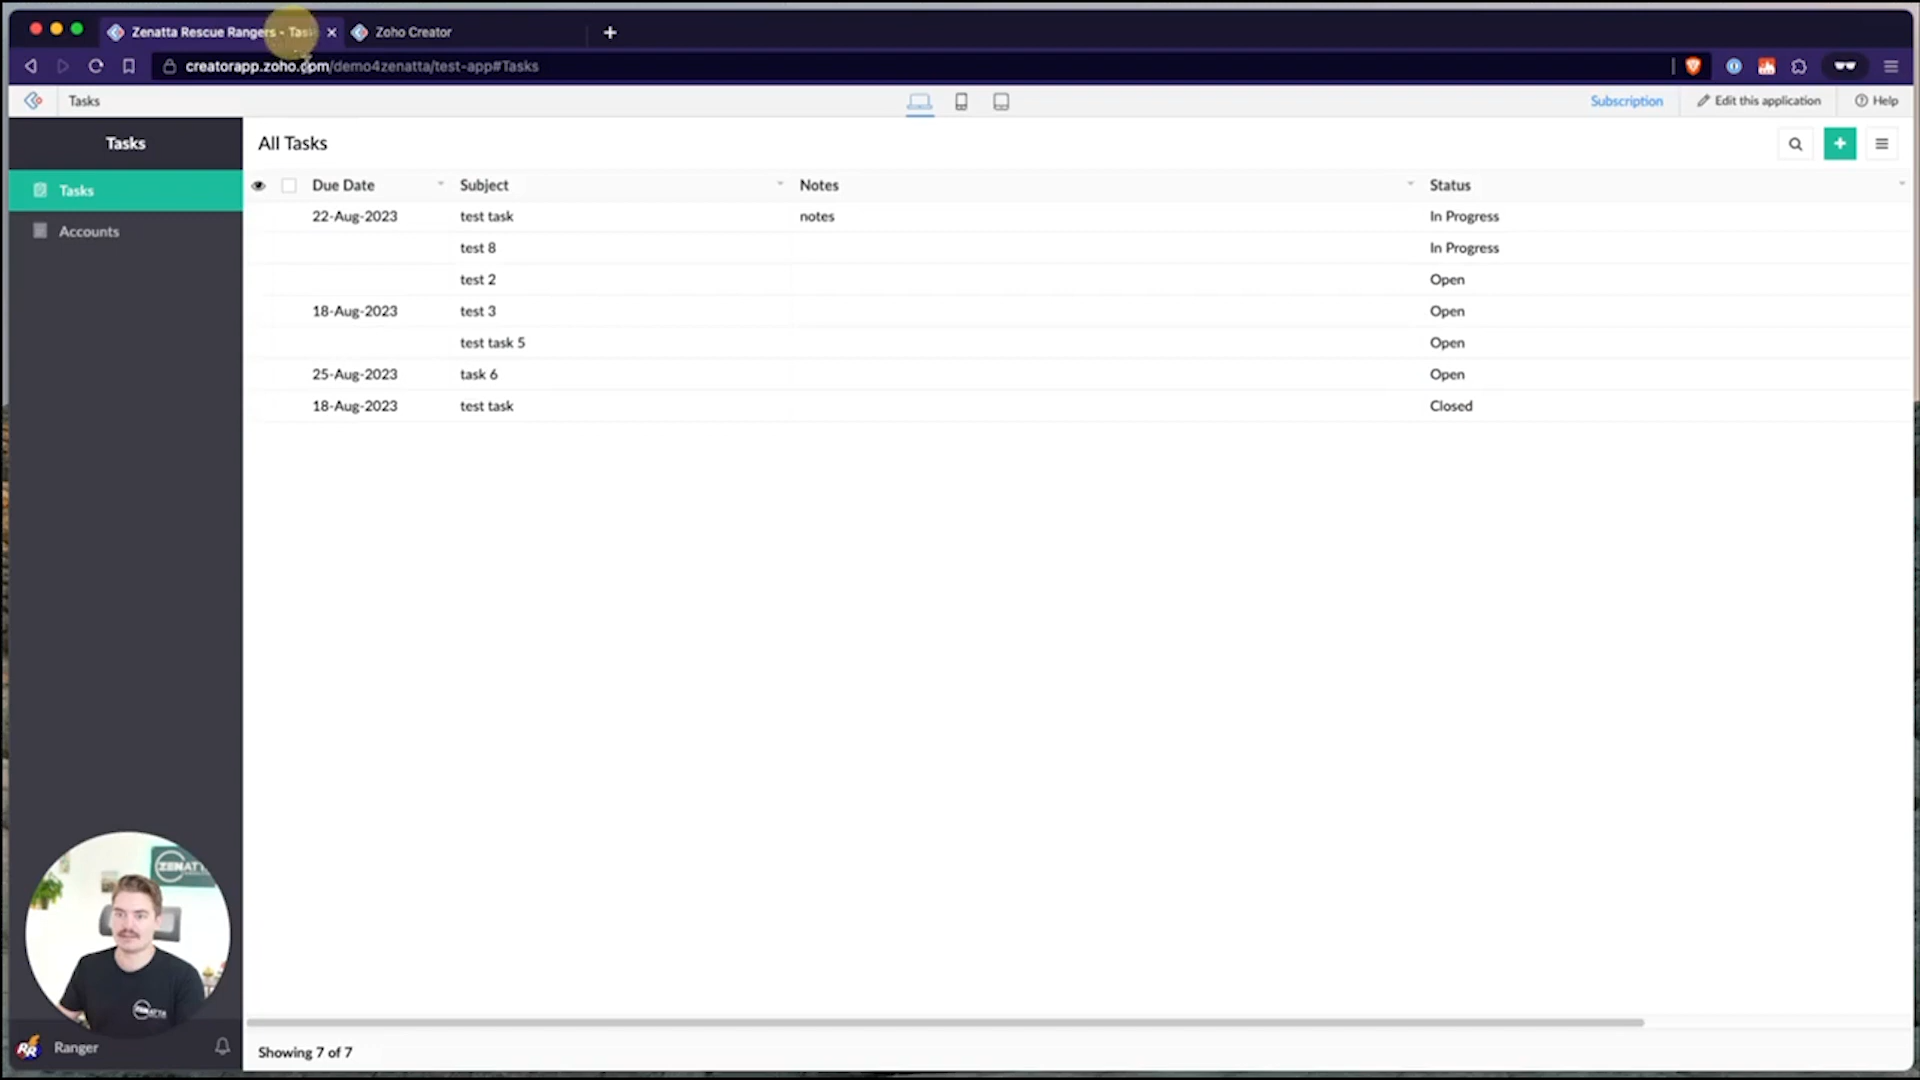 Zenatta Rescue Rangers - Tas
Zoho Creator
creatorapp.zoho.com/demo4zenatta/test-app#Tasks
Tasks
Subscription
Edit this application
Help
Tasks
All Tasks
Tasks
Accounts
Due Date Subject Notes Status
22-Aug-2023 test task notes In Progress
test 8 In Progress
test 2 Open
18-Aug-2023 test 3 Open
test task 5 Open
25-Aug-2023 task 6 Open
18-Aug-2023 test task Closed
ZENATT
RR
Ranger
Showing 7 of 7